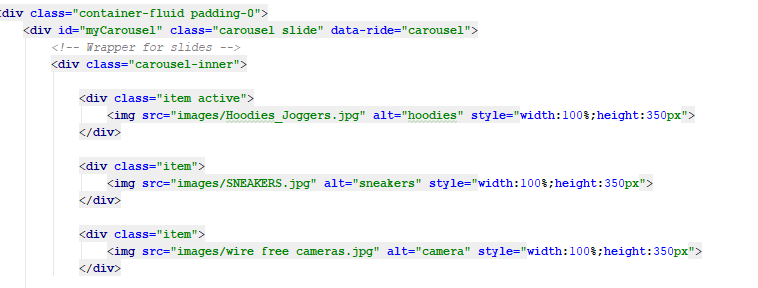 <div class="container-fluid padding-0">
<div id="myCarousel" class="carousel slide" data-ride="carousel">
<!-- Wrapper for slides -->
<div class="carousel-inner">
<div class="item active">
<img src="images/Hoodies_Joggers.jpg" alt="hoodies" style="width:100%;height:350px">
</div>
<div class="item">
<img src="images/SNEAKERS.jpg" alt="sneakers" style="width:100%;height:350px">
</div>
<div class="item">
<img src="images/wire free cameras.jpg" alt="camera" style="width:100%;height:350px">
</div>